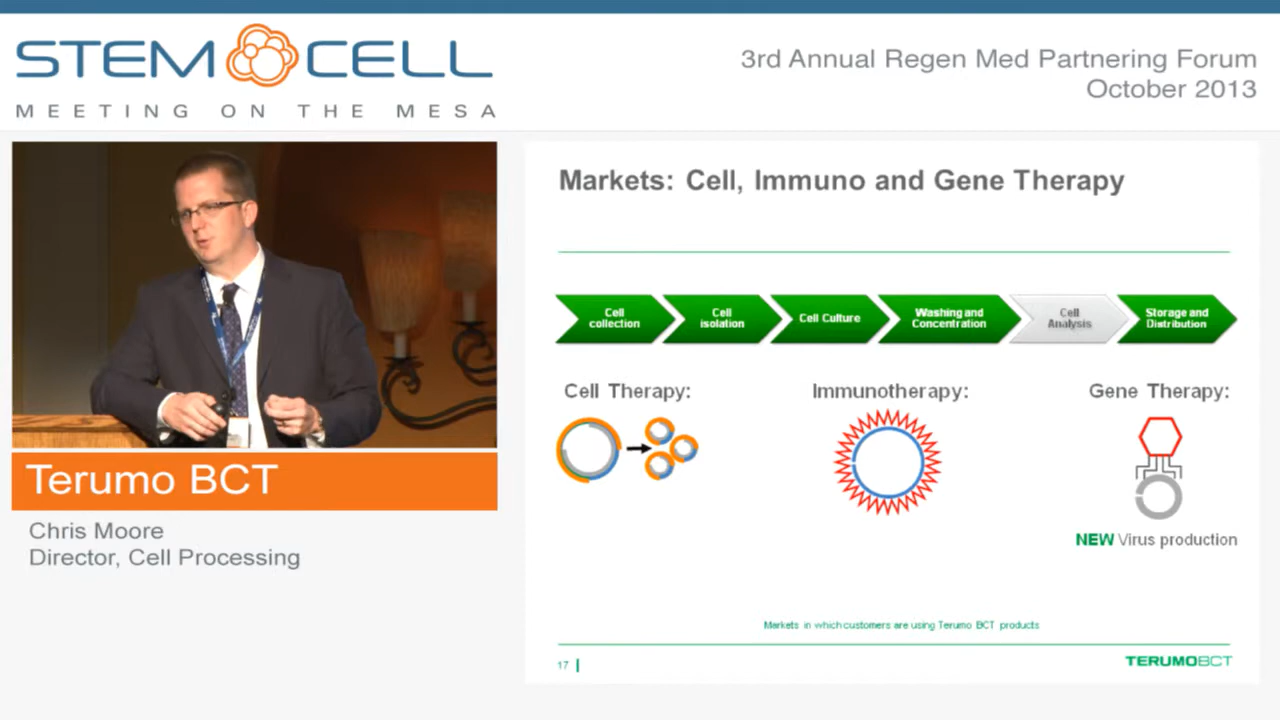 STEM CELL
MEETING ON THE MESA
3rd Annual Regen Med Partnering Forum
October 2013
Terumo BCT
Chris Moore
Director, Cell Processing
Markets: Cell, Immuno and Gene Therapy
Cell
collection
Cell
isolation
Cell Culture
Washing and
Concentration
Cell
Analysis
Storage and
Distribution
Cell Therapy:
Immunotherapy:
Gene Therapy:
NEW Virus production
Markets in which customers are using Terumo BCT products
17
TERUMOBCT